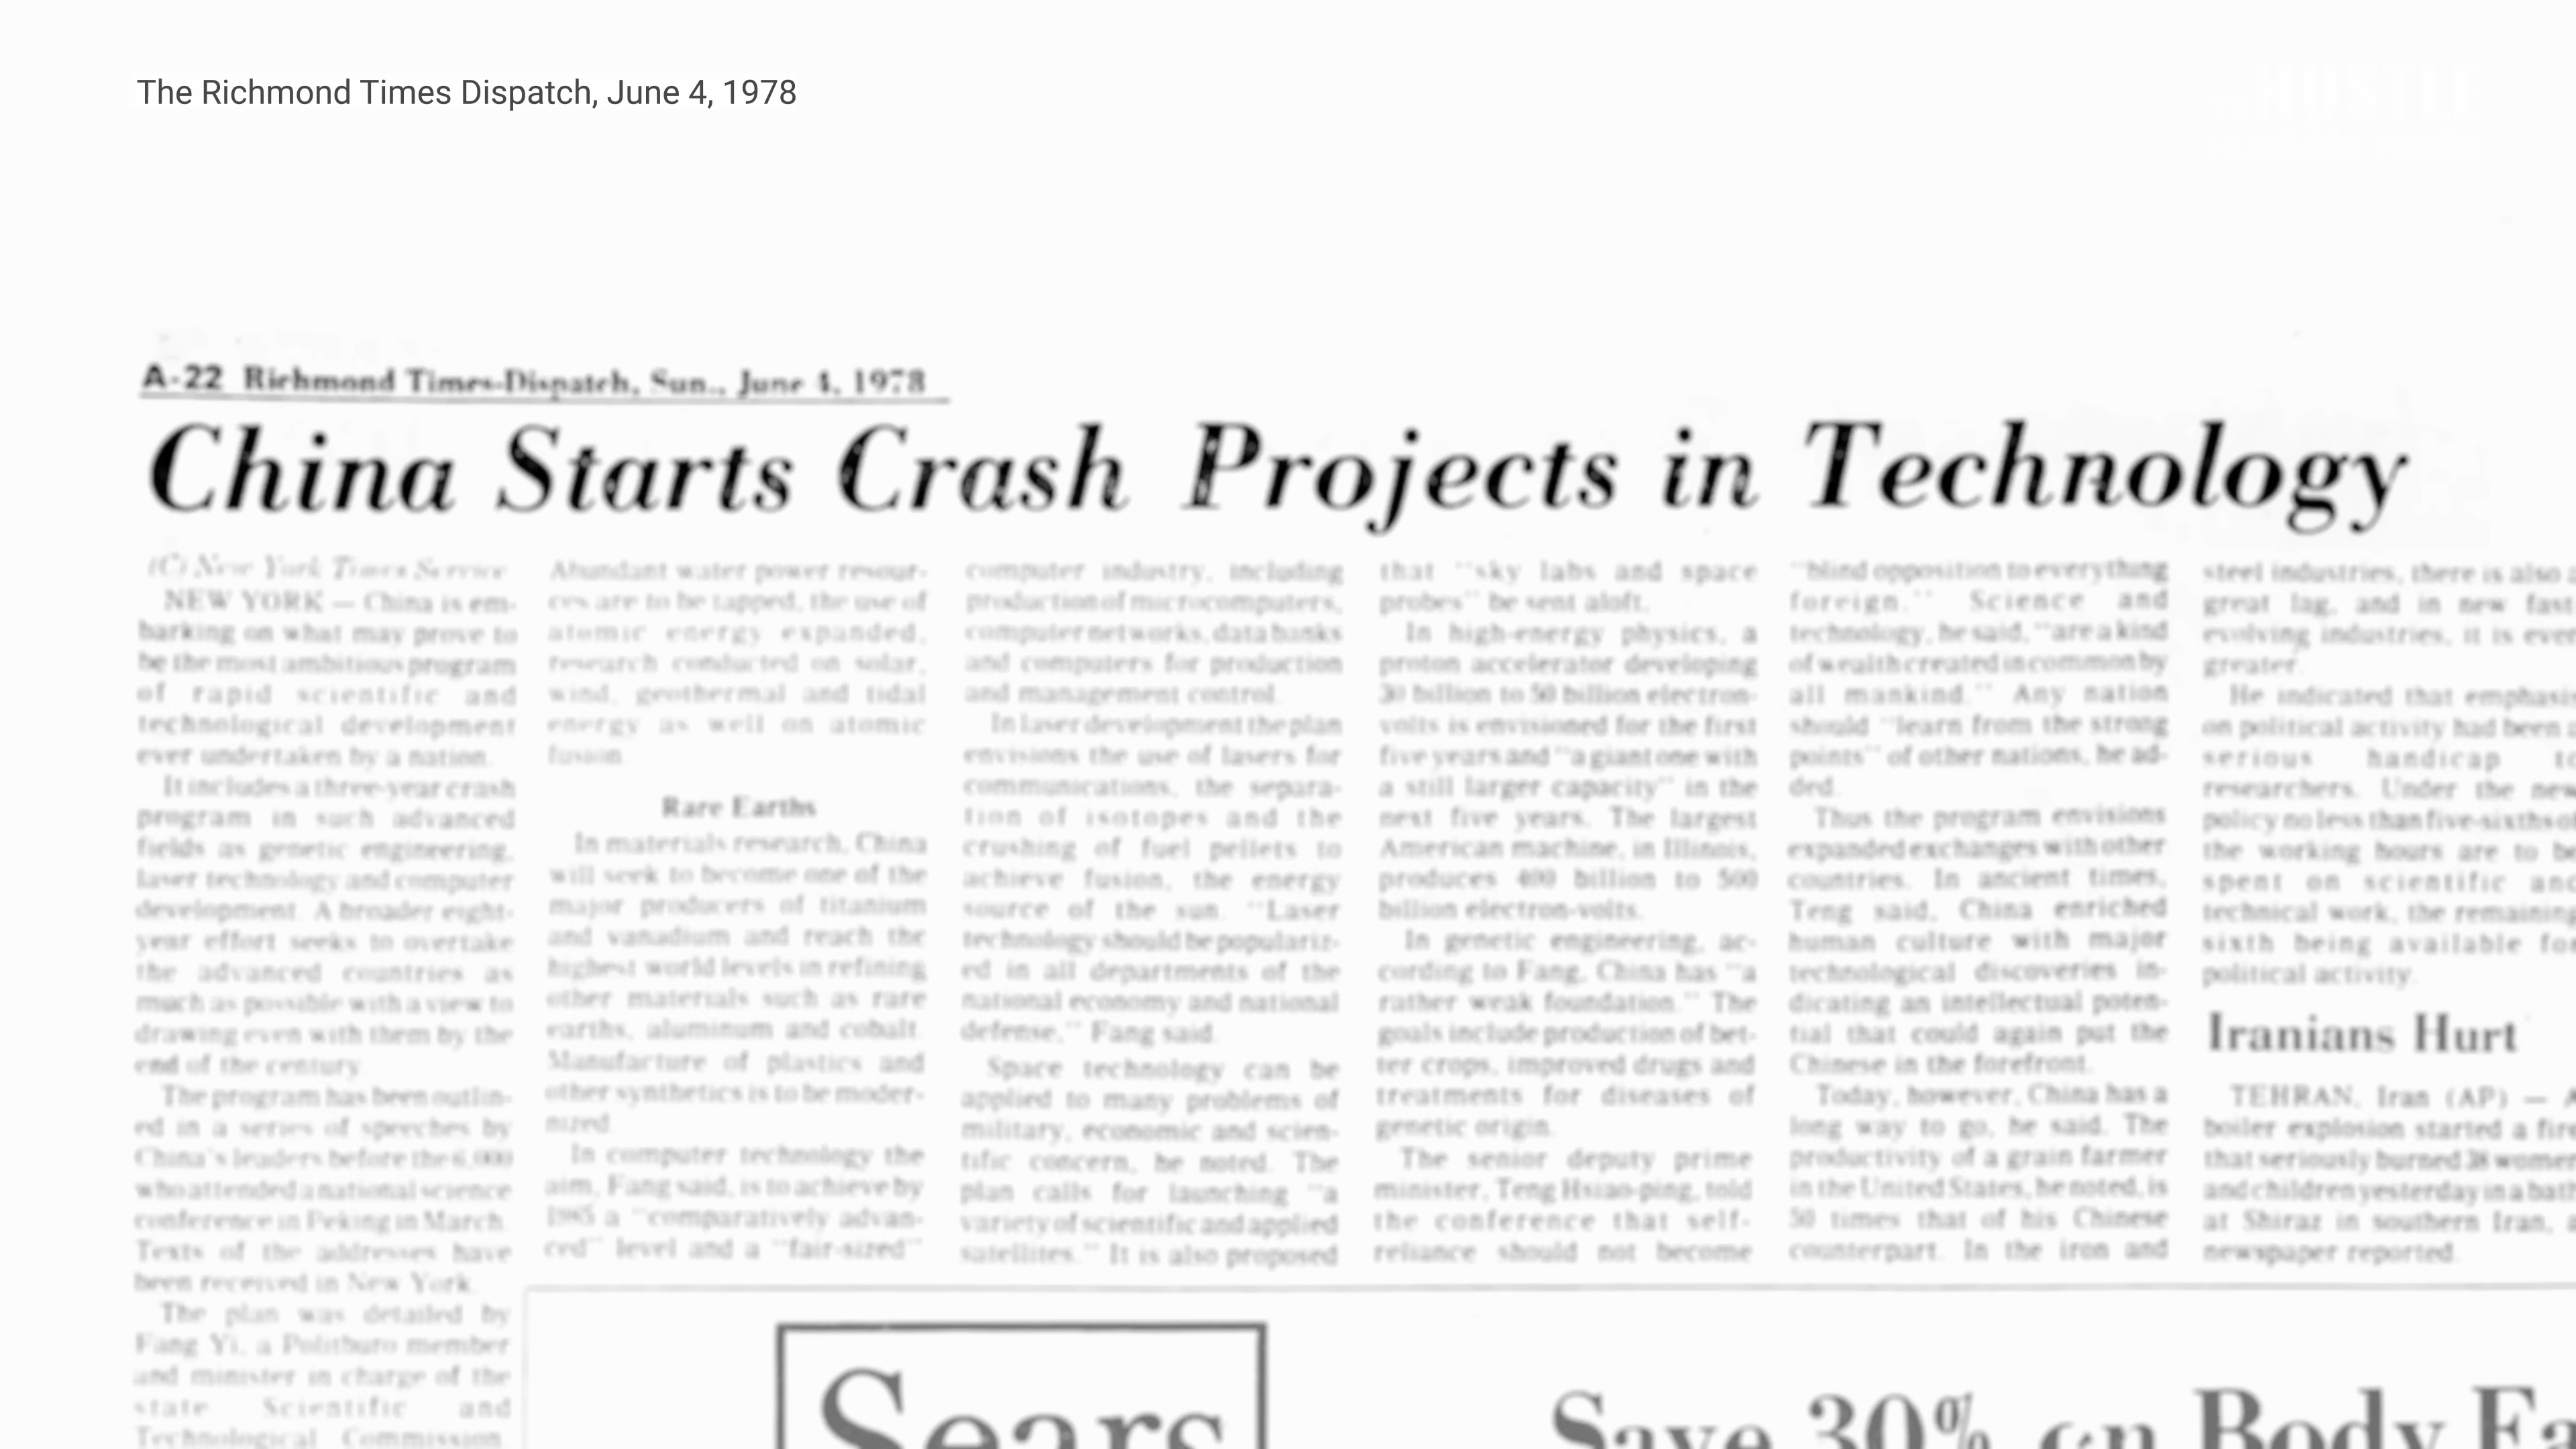 The Richmond Times Dispatch, June 4, 1978
HUSTLE
A-22 Richmond Times-Dispatch, Sun., June 4, 1978
China Starts Crash Projects in Technology
(C) New York Times Service
NEW YORK — China is em-
barking on what may prove to
be the most ambitious program
of rapid scientific and
technological development
ever undertaken by a nation.
It includes a three-year crash
program in such advanced
fields as genetic engineering,
laser technology and computer
development. A broader eight-
year effort seeks to overtake
the advanced countries as
much as possible with a view to
drawing even with them by the
end of the century.
The program has been outlin-
ed in a series of speeches by
China's leaders before the 6,000
who attended a national science
conference in Peking in March.
Texts of the addresses have
been received in New York.
The plan was detailed by
Fang Yi, a Politburo member
and minister in charge of the
state Scientific and
Technological Commission.
Abundant water power resour-
ces are to be tapped, the use of
atomic energy expanded,
research conducted on solar,
wind, geothermal and tidal
energy as well on atomic
fusion.
Rare Earths
In materials research, China
will seek to become one of the
major producers of titanium
and vanadium and reach the
highest world levels in refining
other materials such as rare
earths, aluminum and cobalt.
Manufacture of plastics and
other synthetics is to be moder-
nized.
In computer technology the
aim, Fang said, is to achieve by
1985 a "comparatively advan-
ced" level and a "fair-sized"
computer industry, including
production of microcomputers,
computer networks, data banks
and computers for production
and management control.
In laser development the plan
envisions the use of lasers for
communications, the separa-
tion of isotopes and the
crushing of fuel pellets to
achieve fusion, the energy
source of the sun. "Laser
technology should be populariz-
ed in all departments of the
national economy and national
defense," Fang said.
Space technology can be
applied to many problems of
military, economic and scien-
tific concern, he noted. The
plan calls for launching "a
variety of scientific and applied
satellites." It is also proposed
that "sky labs and space
probes" be sent aloft.
In high-energy physics, a
proton accelerator developing
30 billion to 50 billion electron-
volts is envisioned for the first
five years and "a giant one with
a still larger capacity" in the
next five years. The largest
American machine, in Illinois,
produces 400 billion to 500
billion electron-volts.
In genetic engineering, ac-
cording to Fang, China has "a
rather weak foundation." The
goals include production of bet-
ter crops, improved drugs and
treatments for diseases of
genetic origin.
The senior deputy prime
minister, Teng Hsiao-ping, told
the conference that self-
reliance should not become
"blind opposition to everything
foreign." Science and
technology, he said, "are a kind
of wealth created in common by
all mankind." Any nation
should "learn from the strong
points" of other nations, he ad-
ded.
Thus the program envisions
expanded exchanges with other
countries. In ancient times,
Teng said, China enriched
human culture with major
technological discoveries in-
dicating an intellectual poten-
tial that could again put the
Chinese in the forefront.
Today, however, China has a
long way to go, he said. The
productivity of a grain farmer
in the United States, he noted, is
50 times that of his Chinese
counterpart. In the iron and
steel industries, there is also a
great lag, and in new fast
evolving industries, it is even
greater.
He indicated that emphasis
on political activity had been a
serious handicap to
researchers. Under the new
policy no less than five-sixths of
the working hours are to be
spent on scientific and
technical work, the remaining
sixth being available for
political activity.
Iranians Hurt
TEHRAN, Iran (AP) — A
boiler explosion started a fire
that seriously burned 38 women
and children yesterday in a bath
at Shiraz in southern Iran, a
newspaper reported.
Sears
Save 30% on Body Fa